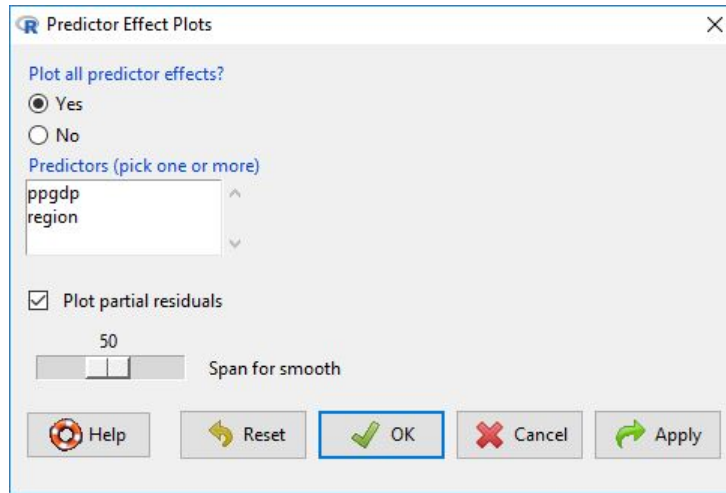 Predictor Effect Plots
Plot all predictor effects?
Yes
No
Predictors (pick one or more)
ppgdp
region
Plot partial residuals
50
Span for smooth
Help Reset OK Cancel Apply